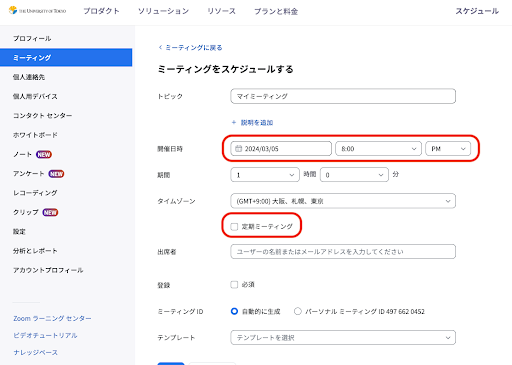 THE UNIVERSITY OF TOKYO
プロダクト ソリューション リソース プランと料金 スケジュール
プロフィール
ミーティング
個人連絡先
個人用デバイス
コンタクト センター
ホワイトボード
ノート NEW
アンケート NEW
レコーディング
クリップ NEW
設定
分析とレポート
アカウントプロフィール
Zoom ラーニング センター
ビデオチュートリアル
ナレッジベース
ミーティングに戻る
ミーティングをスケジュールする
トピック マイミーティング
+ 説明を追加
開催日時 2024/03/05 8:00 PM
期間 1 時間 0 分
タイムゾーン (GMT+9:00) 大阪、札幌、東京
定期ミーティング
出席者 ユーザーの名前またはメールアドレスを入力してください
登録 必須
ミーティング ID 自動的に生成 パーソナル ミーティング ID 497 662 0452
テンプレート テンプレートを選択